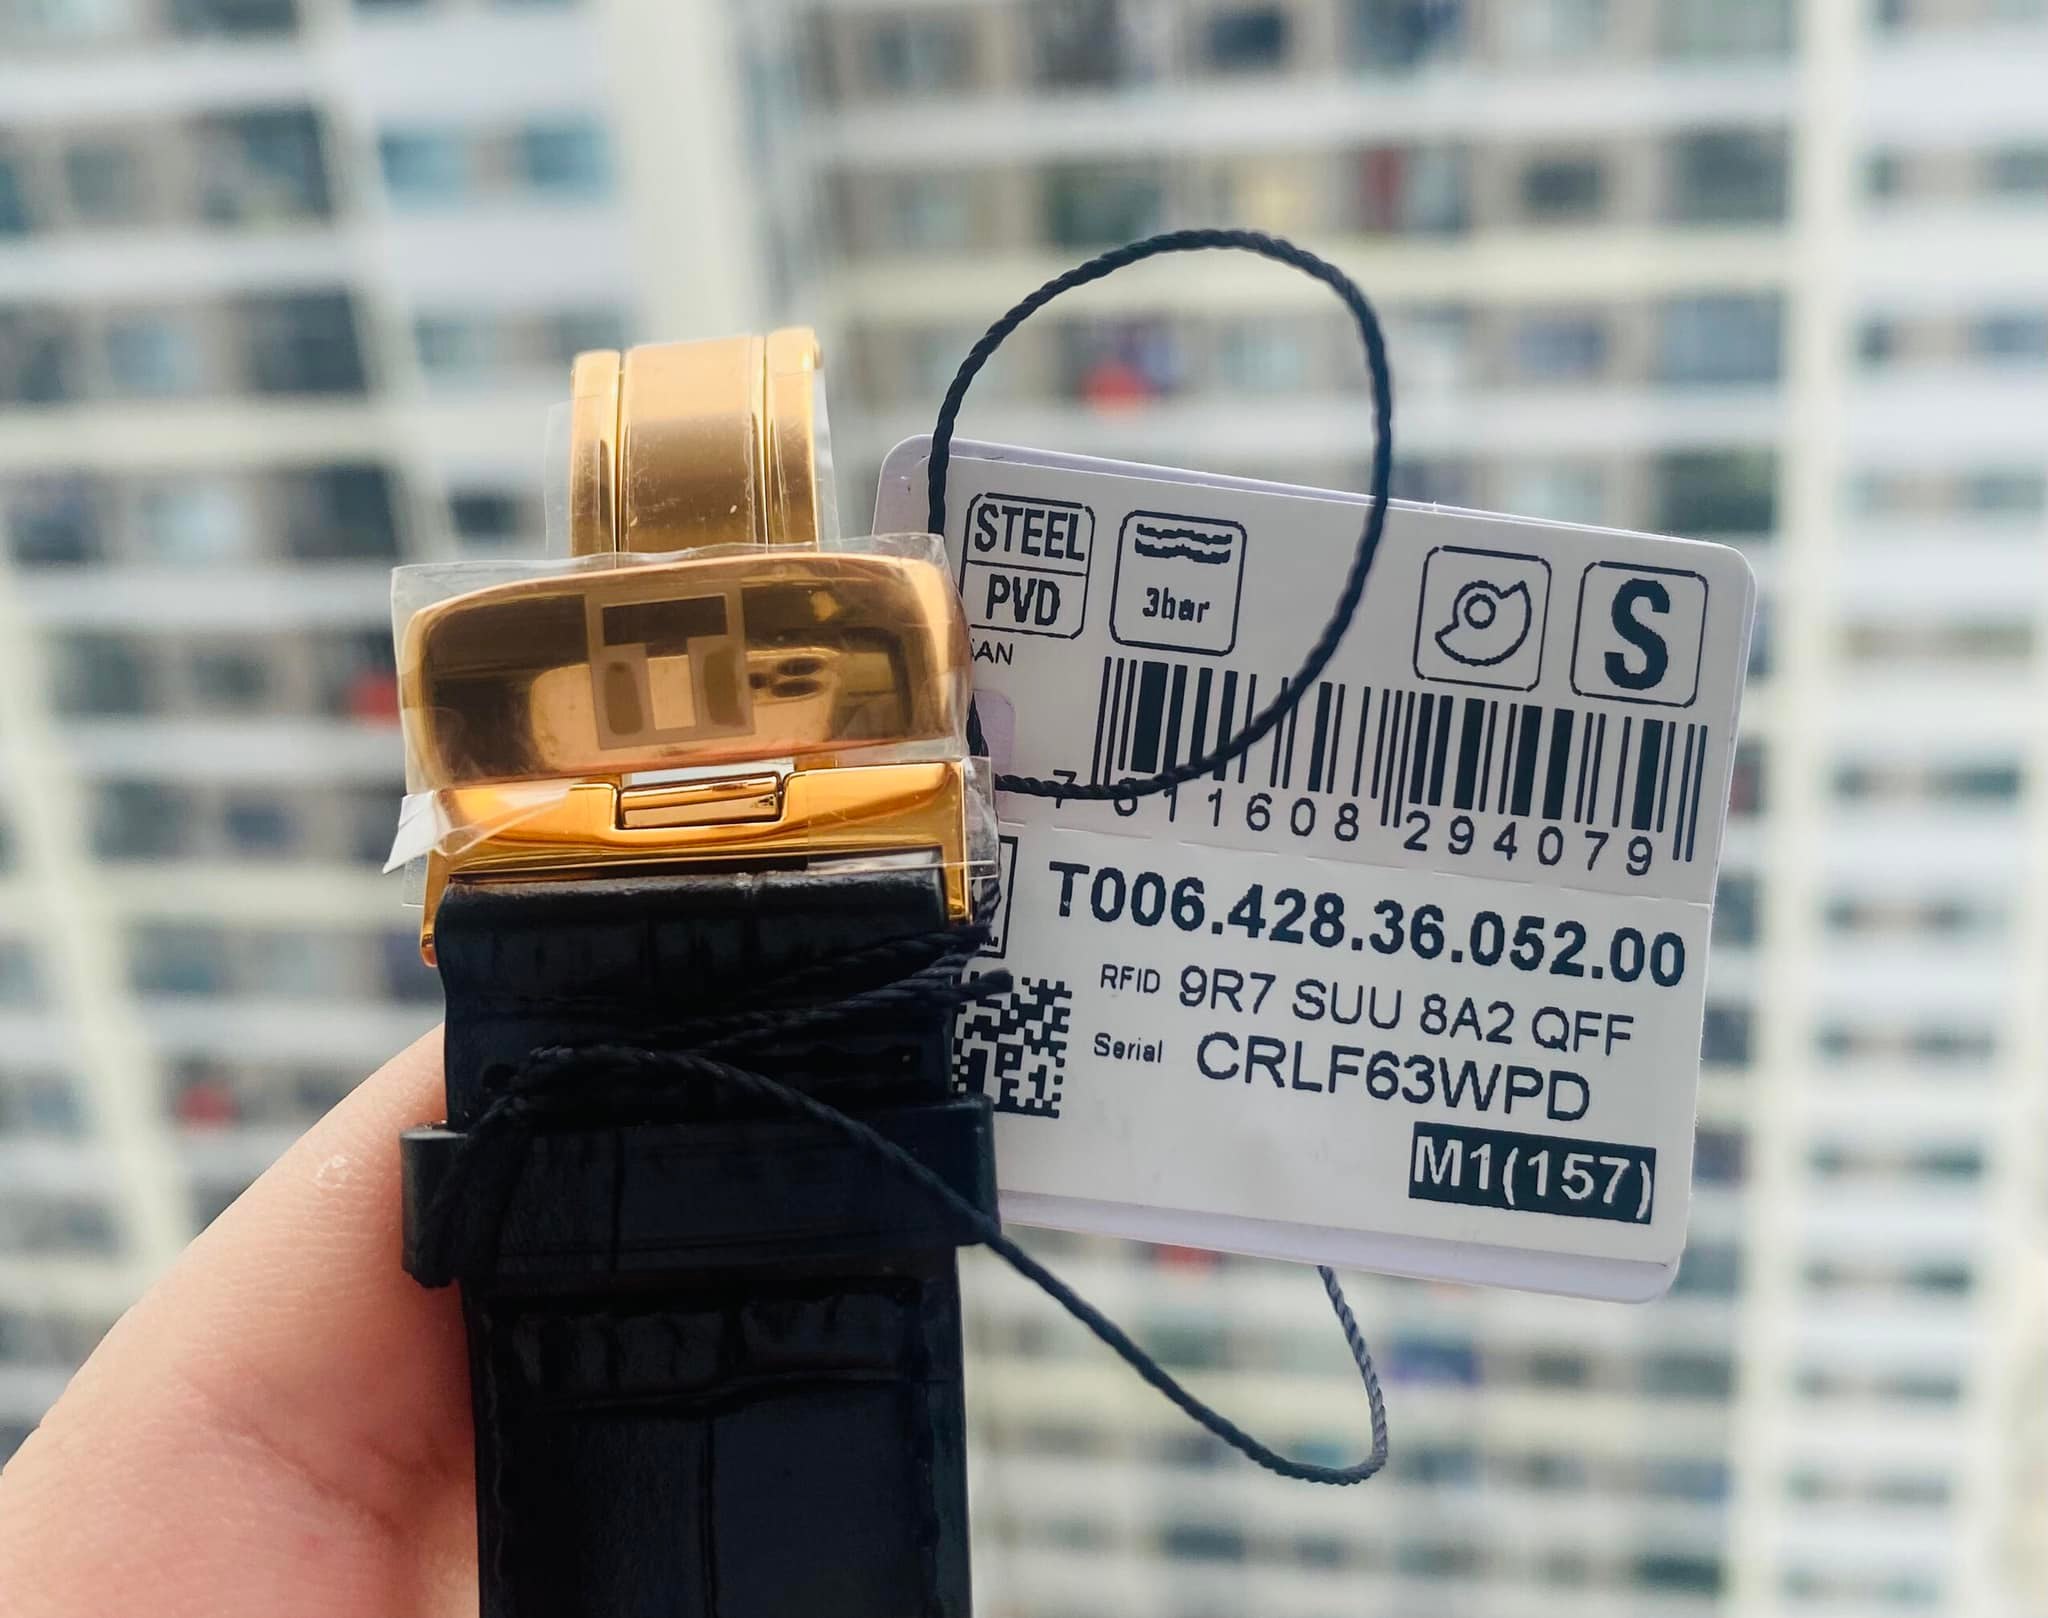 STEEL
PVD
3bar
S
7 611608 294079
T006.428.36.052.00
RFID 9R7 SUU 8A2 QFF
Serial CRLF63WPD
M1(157)
T